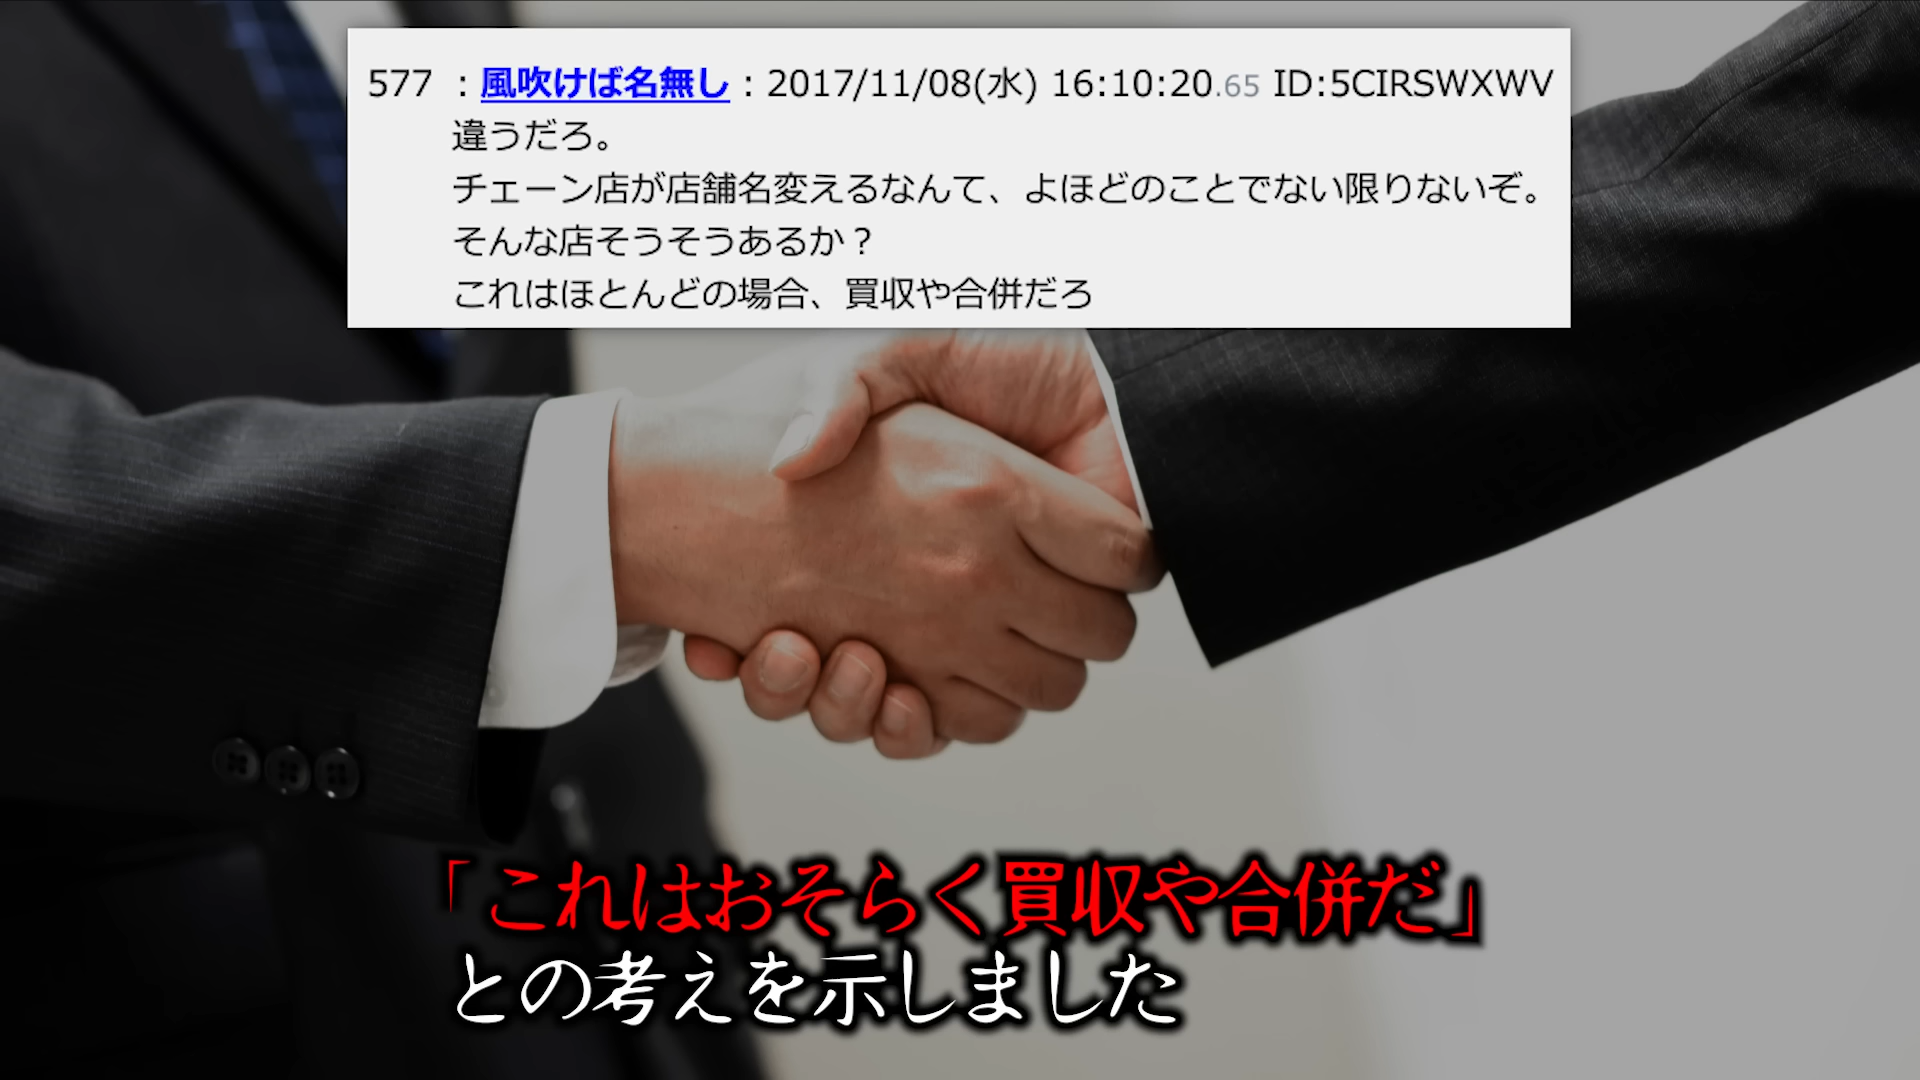 577 ：風吹けば名無し：2017/11/08(水) 16:10:20.65 ID:5CIRSWXWV
違うだろ。
チェーン店が店舗名変えるなんて、よほどのことでない限りないぞ。
そんな店そうそうあるか？
これはほとんどの場合、買収や合併だろ
「これはおそらく買収や合併だ」
との考えを示しました